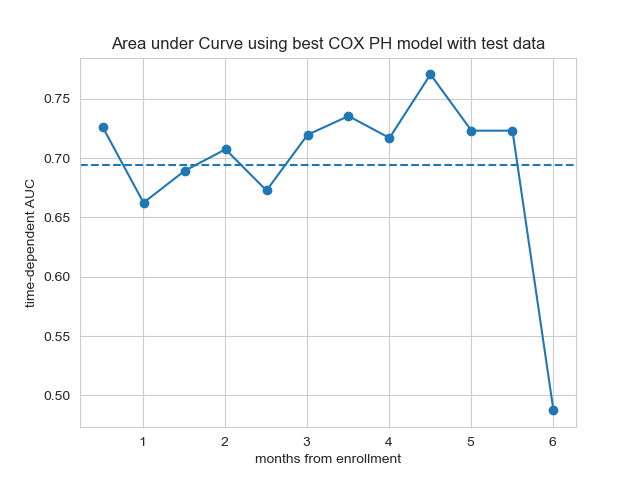 Area under Curve using best COX PH model with test data
time-dependent AUC
0.75
0.70
0.65
0.60
0.55
0.50
1 2 3 4 5 6
months from enrollment